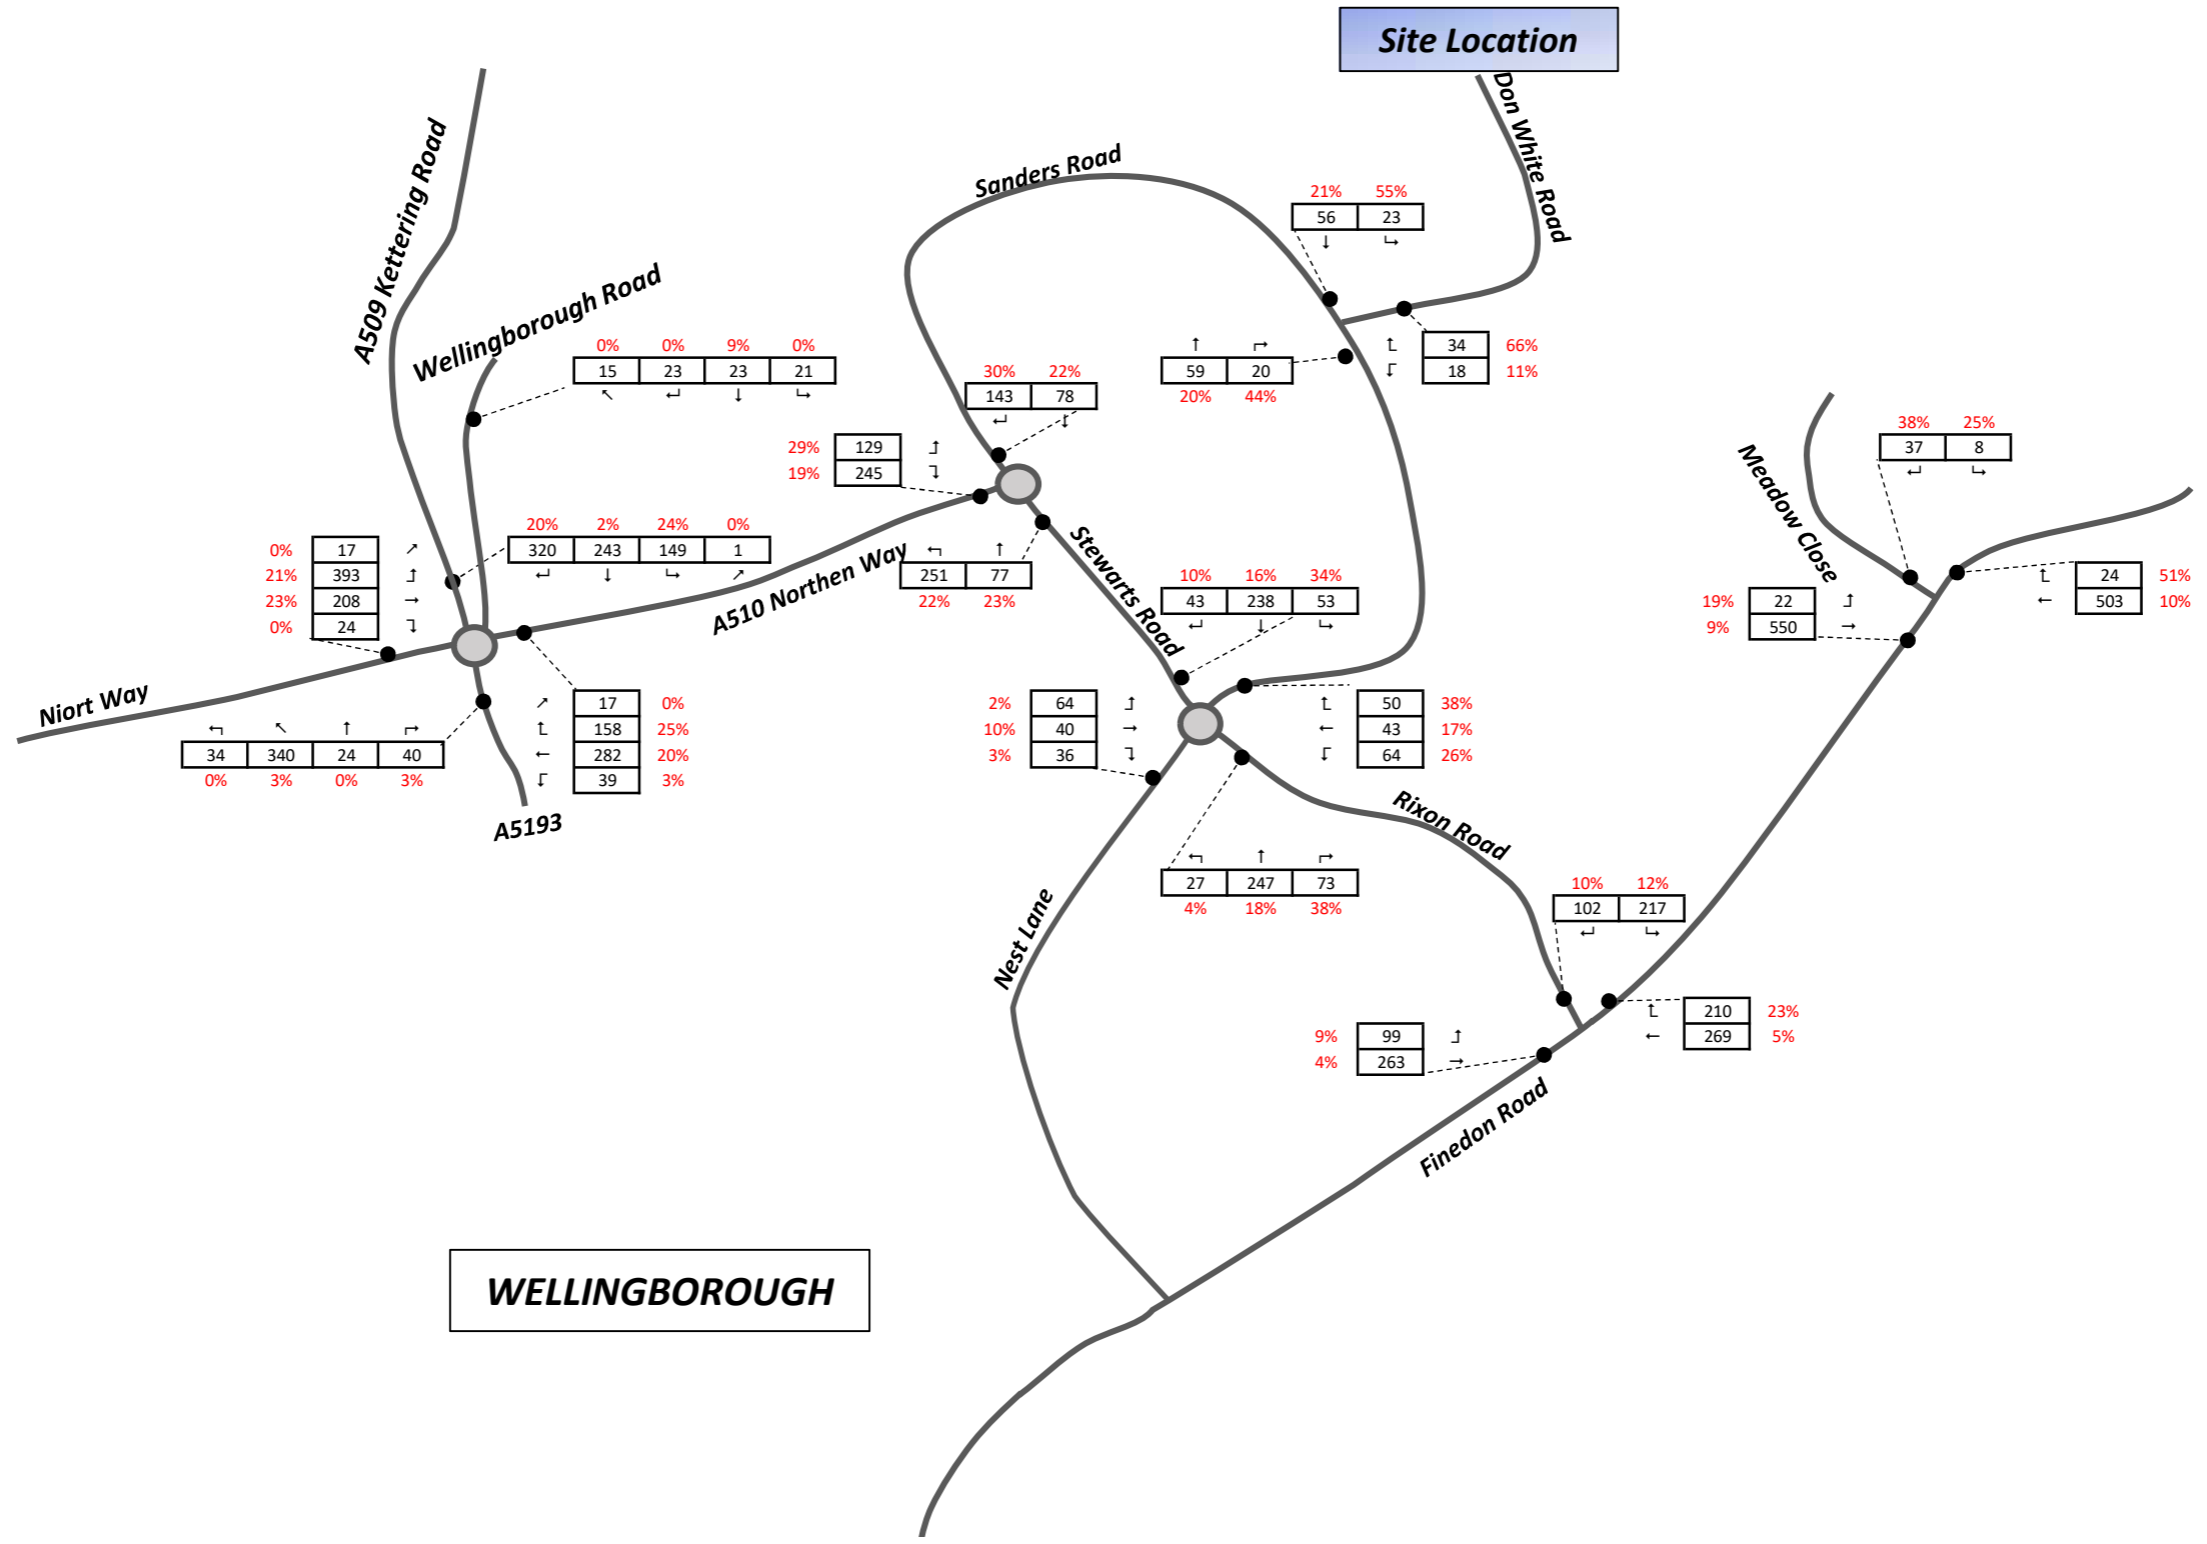 Site Location
Don White Road
A509 Kettering Road
Sanders Road
21% 55%
56 23
↓ ↳
Wellingborough Road
0% 0% 9% 0%
15 23 23 21
↖ ↵ ↓ ↳
↑ ↱
59 20
20% 44%
↑ 34 66%
↓ 18 11%
30% 22%
143 78
↵ ↓
29% 129
19% 245
38% 25%
37 8
↵ ↳
Meadow Close
0% 17 ↗
21% 393
23% 208 →
0% 24
20% 2% 24% 0%
320 243 149 1
↵ ↓ ↳ ↗
A510 Northen Way
↰ ↑
251 77
22% 23%
Stewarts Road
10% 16% 34%
43 238 53
↵ ↓ ↳
19% 22
9% 550 →
24 51%
← 503 10%
Niort Way
↰ ↖ ↑ ↱
34 340 24 40
0% 3% 0% 3%
↗ 17 0%
158 25%
← 282 20%
39 3%
A5193
2% 64
10% 40 →
3% 36
50 38%
← 43 17%
64 26%
Rixon Road
↰ ↑ ↱
27 247 73
4% 18% 38%
Nest Lane
10% 12%
102 217
↵ ↳
9% 99
4% 263 →
210 23%
← 269 5%
Finedon Road
WELLINGBOROUGH